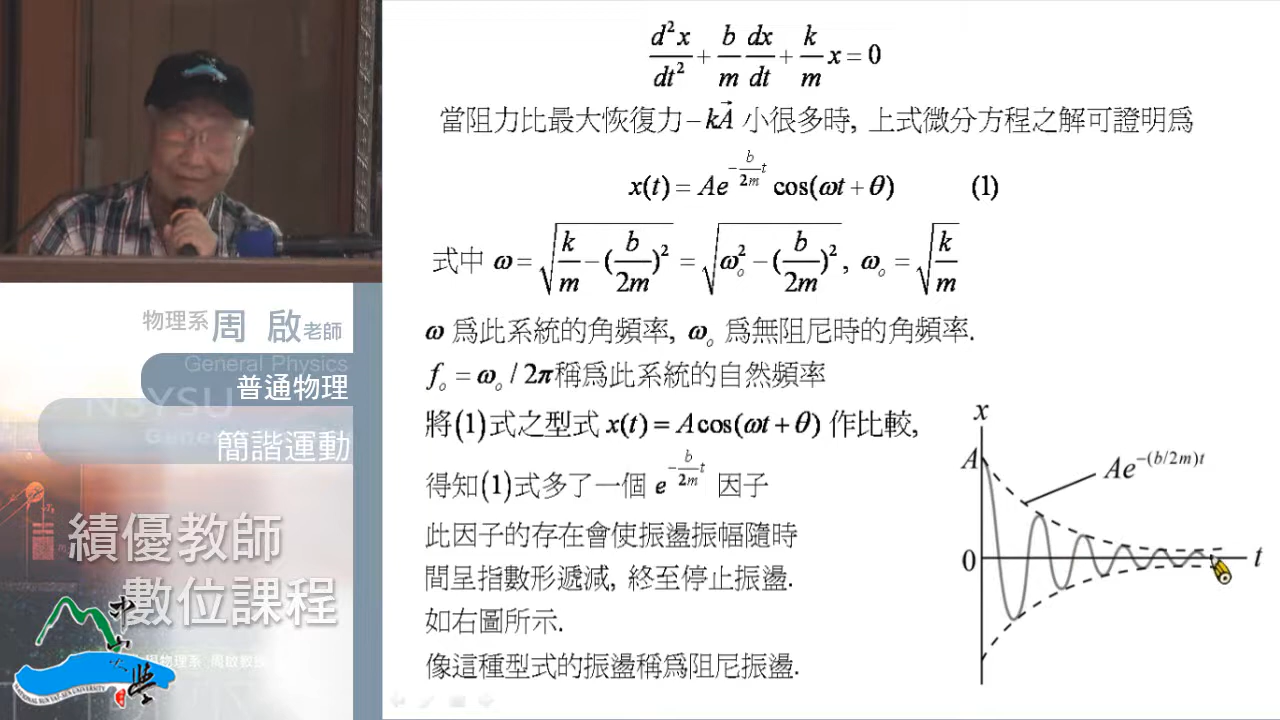 d²x/dt² + b/m dx/dt + k/m x = 0
當阻力比最大恢復力 −kA⃗ 小很多時, 上式微分方程之解可證明爲
x(t) = Ae^(−(b/2m)t) cos(ωt + θ) (1)
式中 ω = √(k/m − (b/2m)²) = √(ω₀² − (b/2m)²), ω₀ = √(k/m)
ω 爲此系統的角頻率, ω₀ 爲無阻尼時的角頻率.
f₀ = ω₀ / 2π 稱爲此系統的自然頻率
將(1)式之型式 x(t) = A cos(ωt + θ) 作比較,
得知(1)式多了一個 e^(−(b/2m)t) 因子
此因子的存在會使振盪振幅隨時
間呈指數形遞減, 終至停止振盪.
如右圖所示.
像這種型式的振盪稱爲阻尼振盪.
x
A
Ae^(−(b/2m)t)
0
t
物理系 周 啟 老師
General Physics
普通物理
NSYSU
簡諧運動
績優教師
數位課程